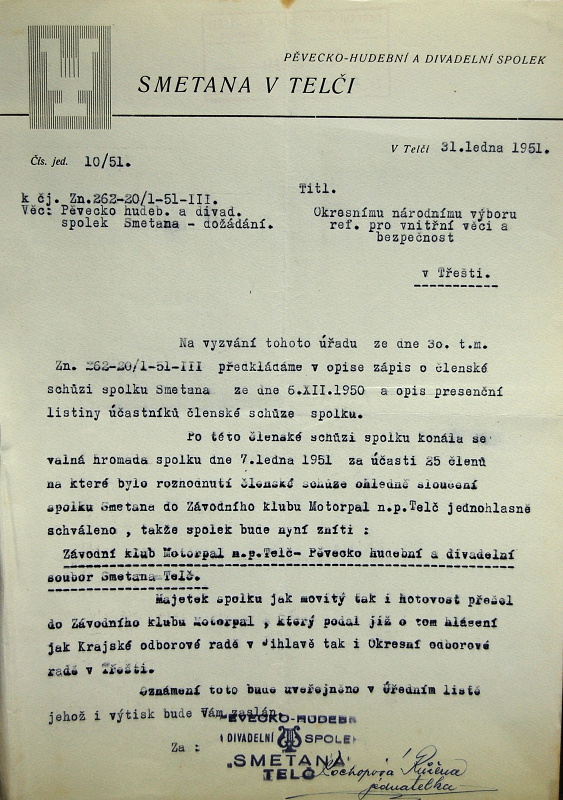 PĚVECKO-HUDEBNÍ A DIVADELNÍ SPOLEK
SMETANA V TELČI
Čís. jed. 10/51.
V Telči 31.ledna 1951.
k čj. Zn.262-20/1-51-III.
Věc: Pěvecko hudeb. a divad.
spolek Smetana - dožádání.
Titl.
Okresnímu národnímu výboru
ref. pro vnitřní věci a
bezpečnost
v Třešti.
Na vyzvání tohoto úřadu ze dne 30. t.m.
Zn. 262-20/1-51-III předkládáme v opise zápis o členské
schůzi spolku Smetana ze dne 6.XII.1950 a opis presenční
listiny účastníků členské schůze spolku.
Po této členské schůzi spolku konála se
valná hromada spolku dne 7.ledna 1951 za účasti 25 členů
na které bylo roznodnutí členské schůze ohledně sloučení
spolku Smetana do Závodního klubu Motorpal n.p.Telč jednohlasně
schváleno , takže spolek bude nyní zníti :
Závodní klub Motorpal n.p.Telč- Pěvecko hudební a divadelní
soubor Smetana Telč.
Majetek spolku jak movitý tak i hotovost přešel
do Závodního klubu Motorpal , který podal již o tom hlášení
jak Krajské odborové radě v Jihlavě tak i Okresní odborové
radě v Třešti.
Oznámení toto bude uveřejněno v Úředním listě
jehož i výtisk bude Vám zaslán.
PĚVECKO-HUDEBN
DIVADELNÍ SPOLEK
Za :
"SMETANA"
TELČ
Kochopová Růžena
jednatelka